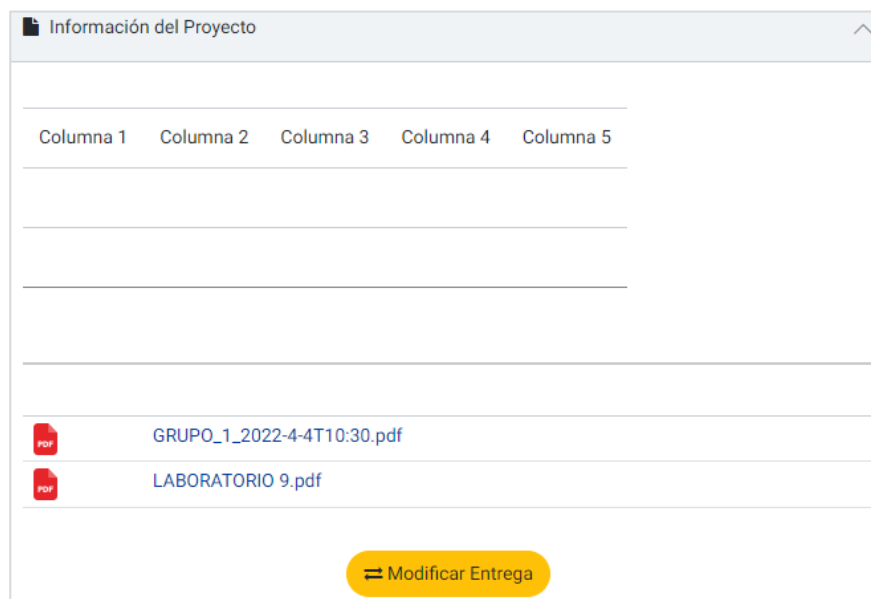 Información del Proyecto
Columna 1 Columna 2 Columna 3 Columna 4 Columna 5
PDF GRUPO_1_2022-4-4T10:30.pdf
PDF LABORATORIO 9.pdf
Modificar Entrega